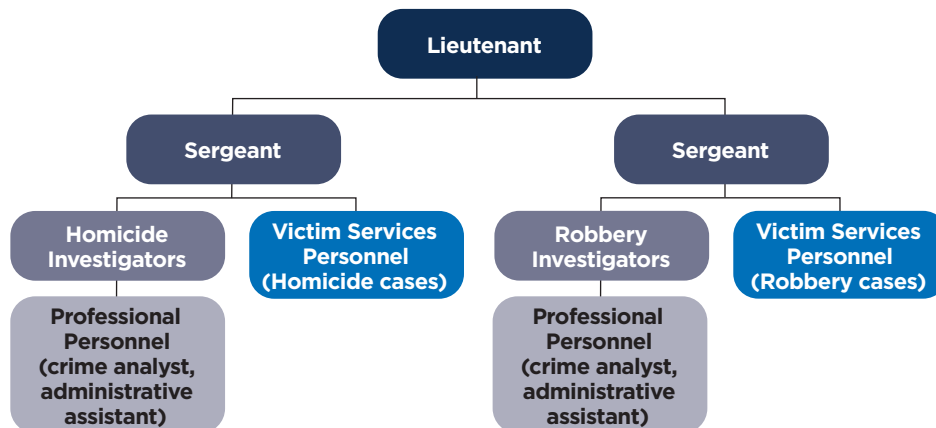 Lieutenant
Sergeant
Sergeant
Homicide
Investigators
Victim Services
Personnel
(Homicide cases)
Robbery
Investigators
Victim Services
Personnel
(Robbery cases)
Professional
Personnel
(crime analyst,
administrative
assistant)
Professional
Personnel
(crime analyst,
administrative
assistant)